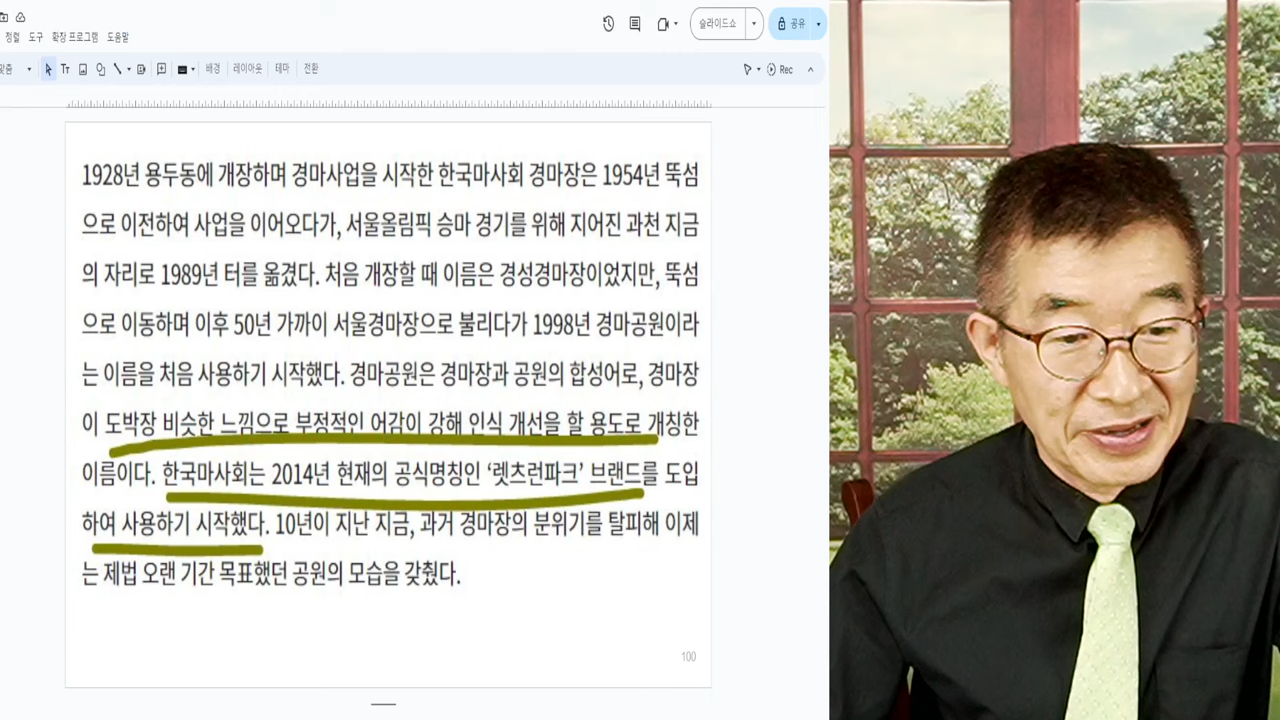 정렬 도구 확장 프로그램 도움말
슬라이드쇼
공유
맞춤
배경 레이아웃 테마 전환
Rec
1928년 용두동에 개장하며 경마사업을 시작한 한국마사회 경마장은 1954년 뚝섬
으로 이전하여 사업을 이어오다가, 서울올림픽 승마 경기를 위해 지어진 과천 지금
의 자리로 1989년 터를 옮겼다. 처음 개장할 때 이름은 경성경마장이었지만, 뚝섬
으로 이동하며 이후 50년 가까이 서울경마장으로 불리다가 1998년 경마공원이라
는 이름을 처음 사용하기 시작했다. 경마공원은 경마장과 공원의 합성어로, 경마장
이 도박장 비슷한 느낌으로 부정적인 어감이 강해 인식 개선을 할 용도로 개칭한
이름이다. 한국마사회는 2014년 현재의 공식명칭인 ‘렛츠런파크’ 브랜드를 도입
하여 사용하기 시작했다. 10년이 지난 지금, 과거 경마장의 분위기를 탈피해 이제
는 제법 오랜 기간 목표했던 공원의 모습을 갖췄다.
100